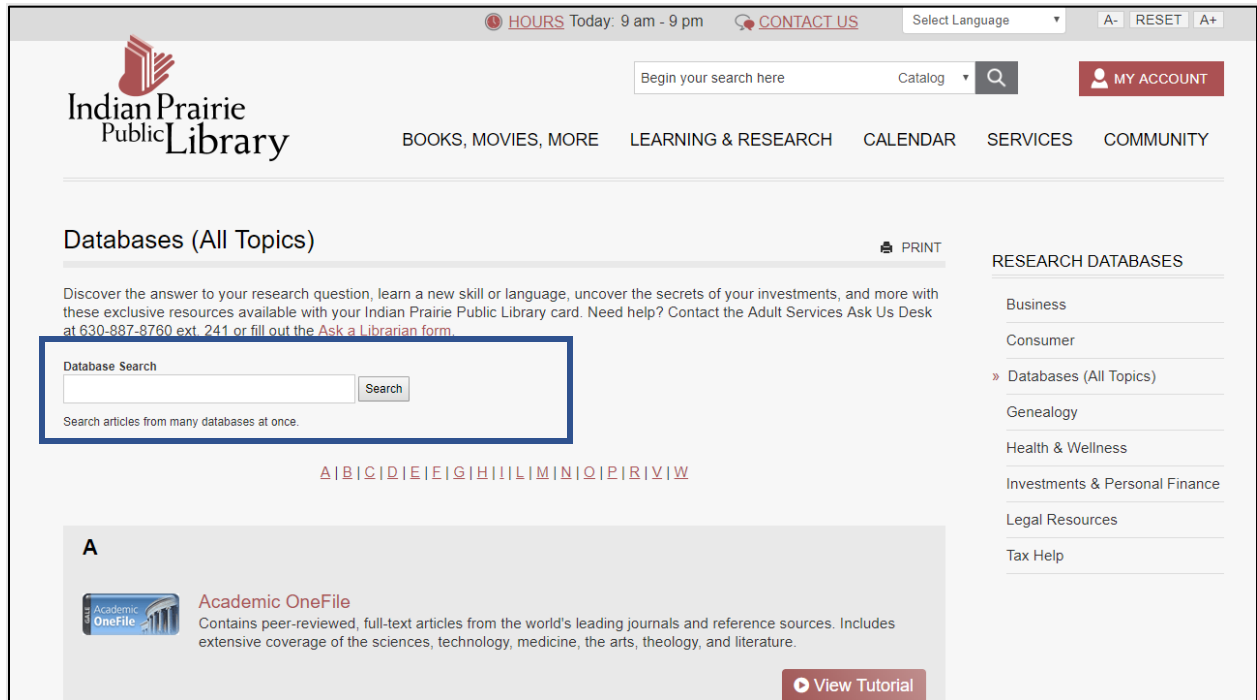 HOURS Today: 9 am - 9 pm CONTACT US Select Language A- RESET A+
Begin your search here Catalog MY ACCOUNT
Indian Prairie
Public Library
BOOKS, MOVIES, MORE LEARNING & RESEARCH CALENDAR SERVICES COMMUNITY
Databases (All Topics)
PRINT
Discover the answer to your research question, learn a new skill or language, uncover the secrets of your investments, and more with
these exclusive resources available with your Indian Prairie Public Library card. Need help? Contact the Adult Services Ask Us Desk
at 630-887-8760 ext. 241 or fill out the Ask a Librarian form.
Database Search
Search
Search articles from many databases at once.
A | B | C | D | E | F | G | H | I | L | M | N | O | P | R | V | W
A
GALE Academic
OneFile
Academic OneFile
Contains peer-reviewed, full-text articles from the world's leading journals and reference sources. Includes
extensive coverage of the sciences, technology, medicine, the arts, theology, and literature.
View Tutorial
RESEARCH DATABASES
Business
Consumer
» Databases (All Topics)
Genealogy
Health & Wellness
Investments & Personal Finance
Legal Resources
Tax Help